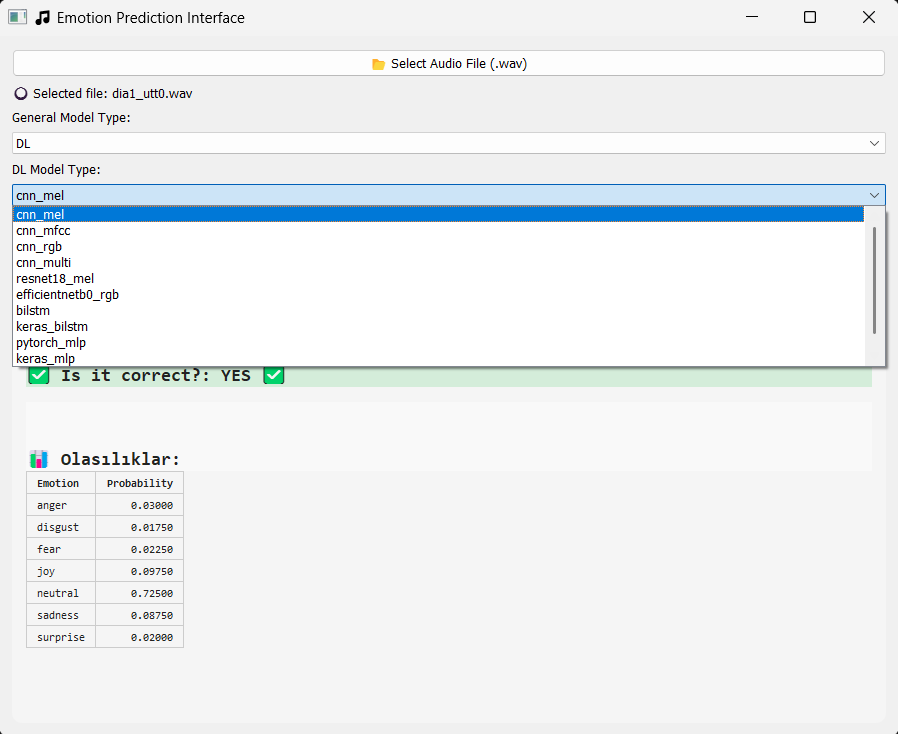 Emotion Prediction Interface
Select Audio File (.wav)
Selected file: dia1_utt0.wav
General Model Type:
DL
DL Model Type:
cnn_mel
cnn_mel
cnn_mfcc
cnn_rgb
cnn_multi
resnet18_mel
efficientnetb0_rgb
bilstm
keras_bilstm
pytorch_mlp
keras_mlp
Is it correct?: YES
Olasılıklar:
Emotion Probability
anger 0.03000
disgust 0.01750
fear 0.02250
joy 0.09750
neutral 0.72500
sadness 0.08750
surprise 0.02000